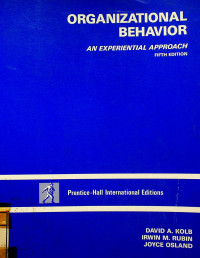 ORGANIZATIONAL
BEHAVIOR
AN EXPERIENTIAL APPROACH
FIFTH EDITION
Prentice-Hall International Editions
DAVID A. KOLB
IRWIN M. RUBIN
JOYCE OSLAND